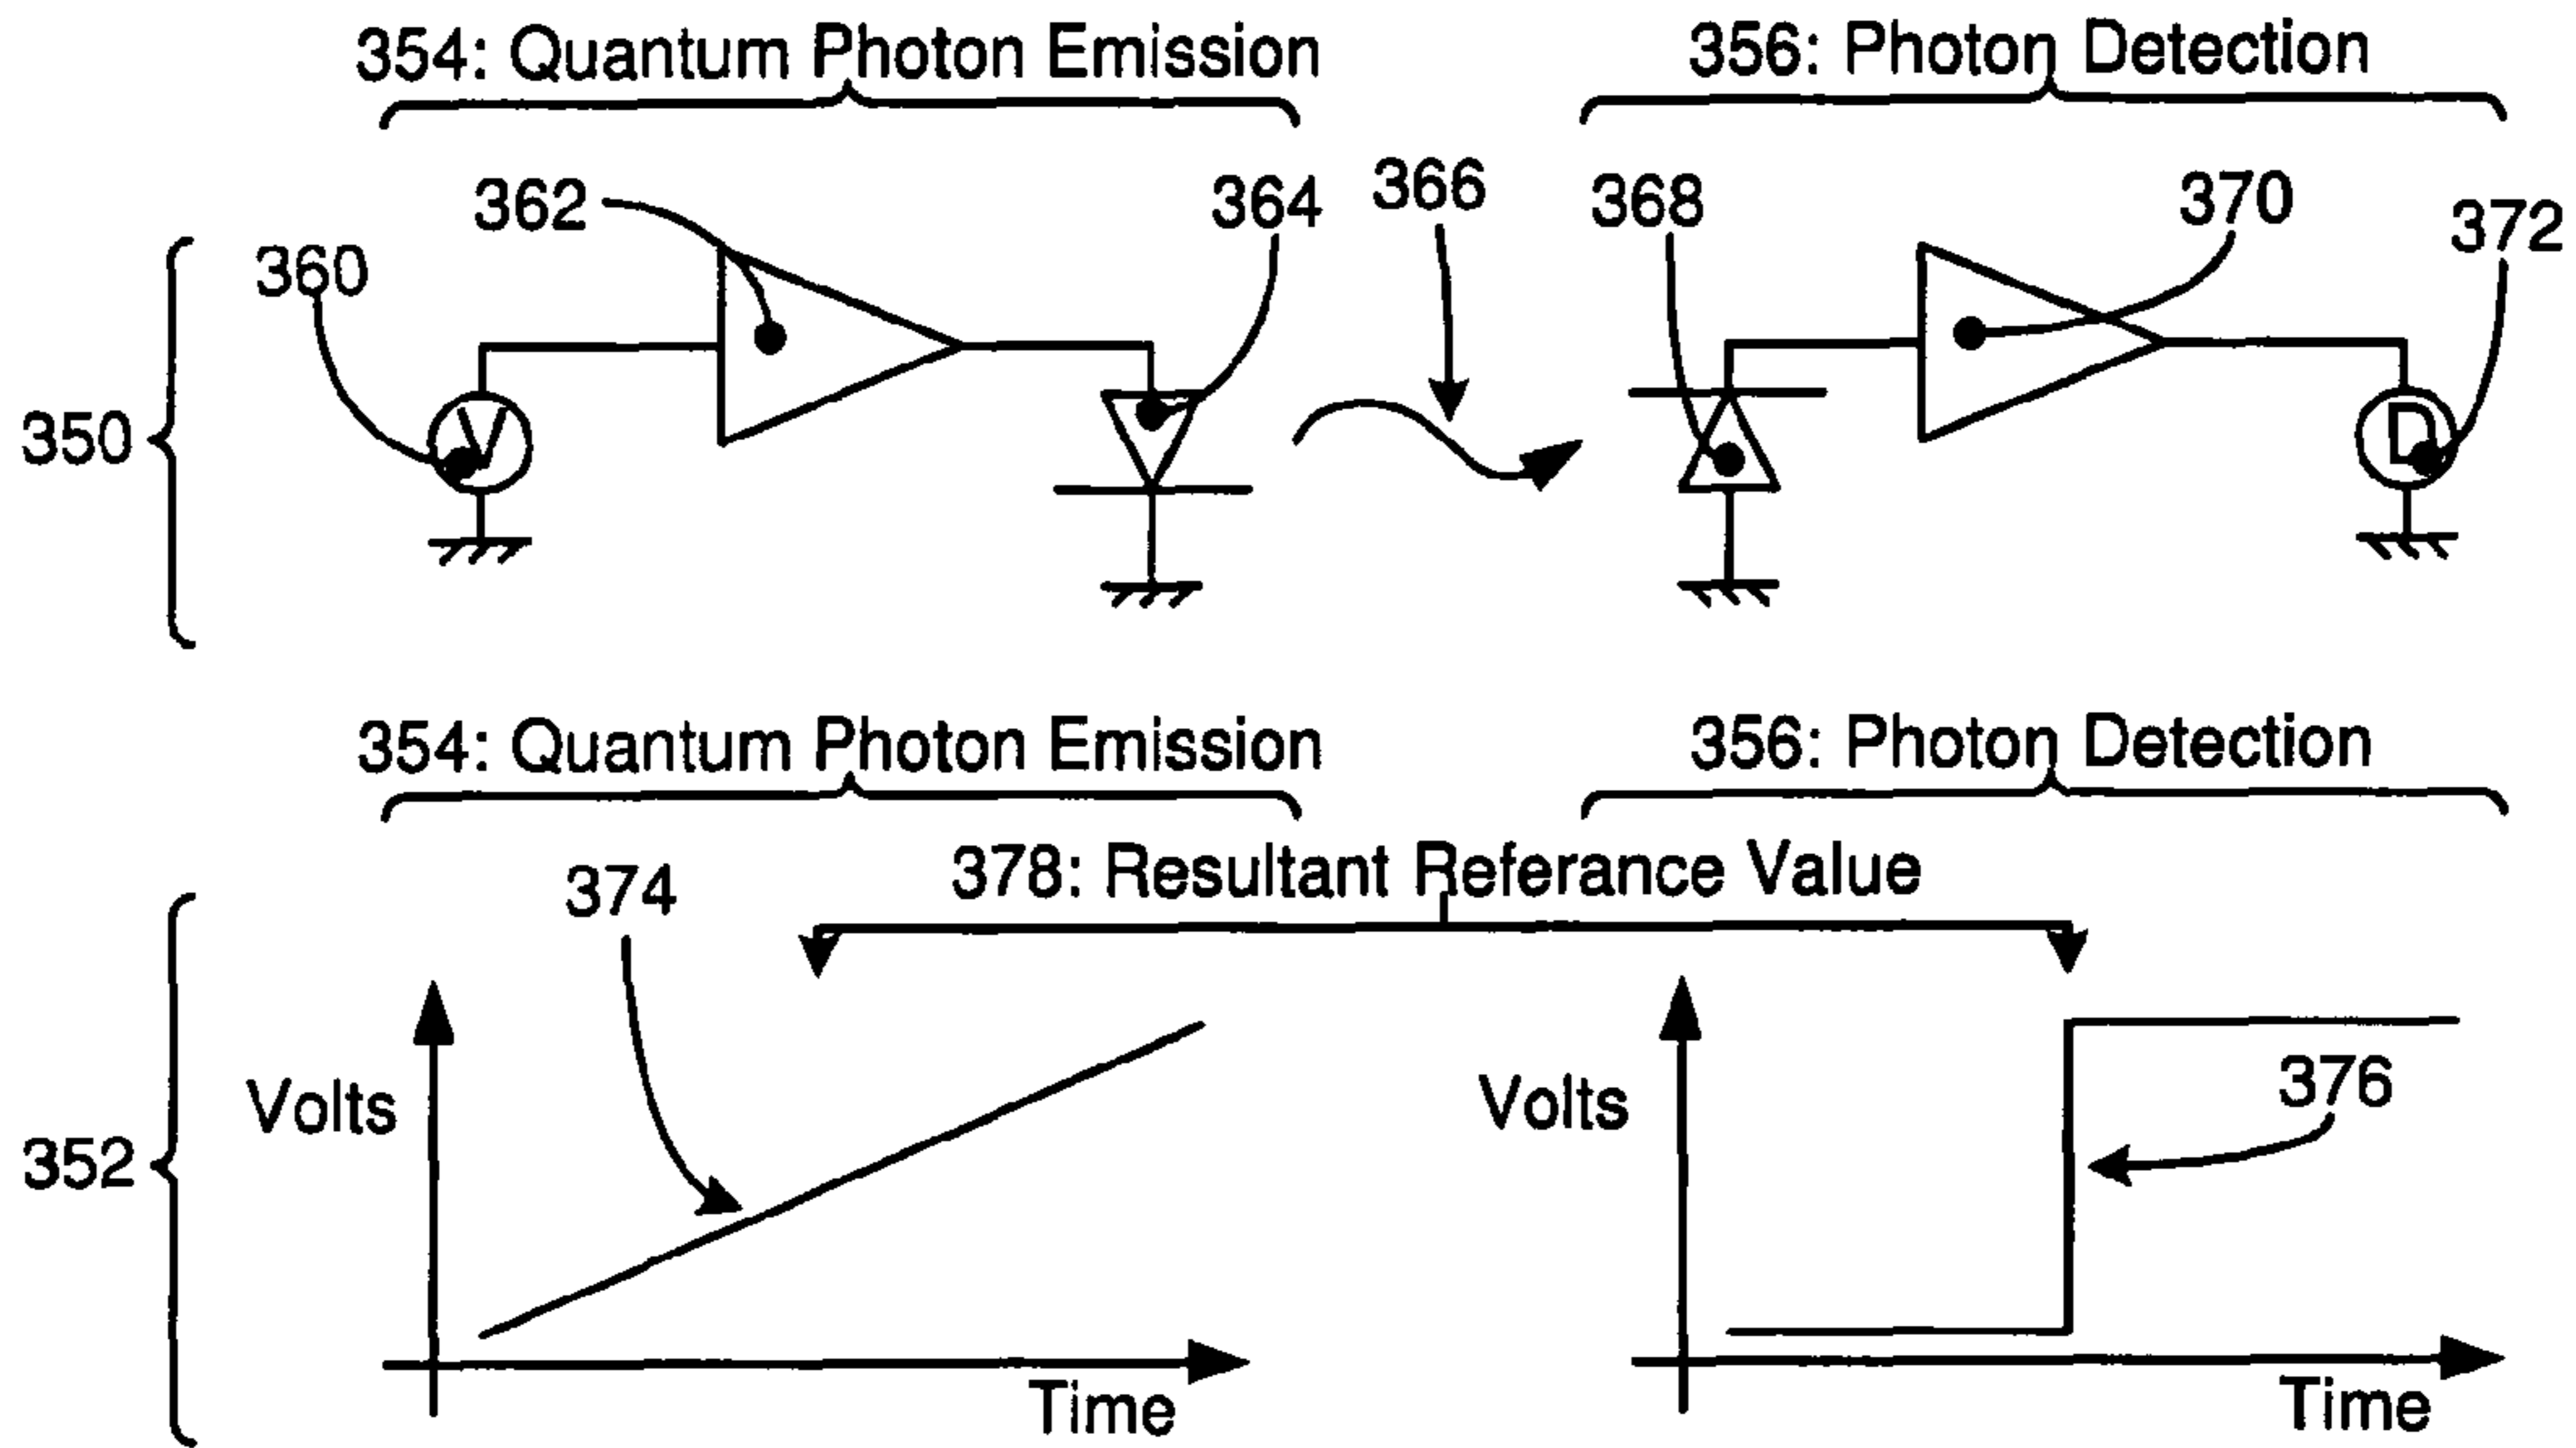 354: Quantum Photon Emission
356: Photon Detection
362
364
366
368
370
372
360
V
D
350
354: Quantum Photon Emission
356: Photon Detection
378: Resultant Referance Value
374
Volts
Volts
376
352
Time
Time